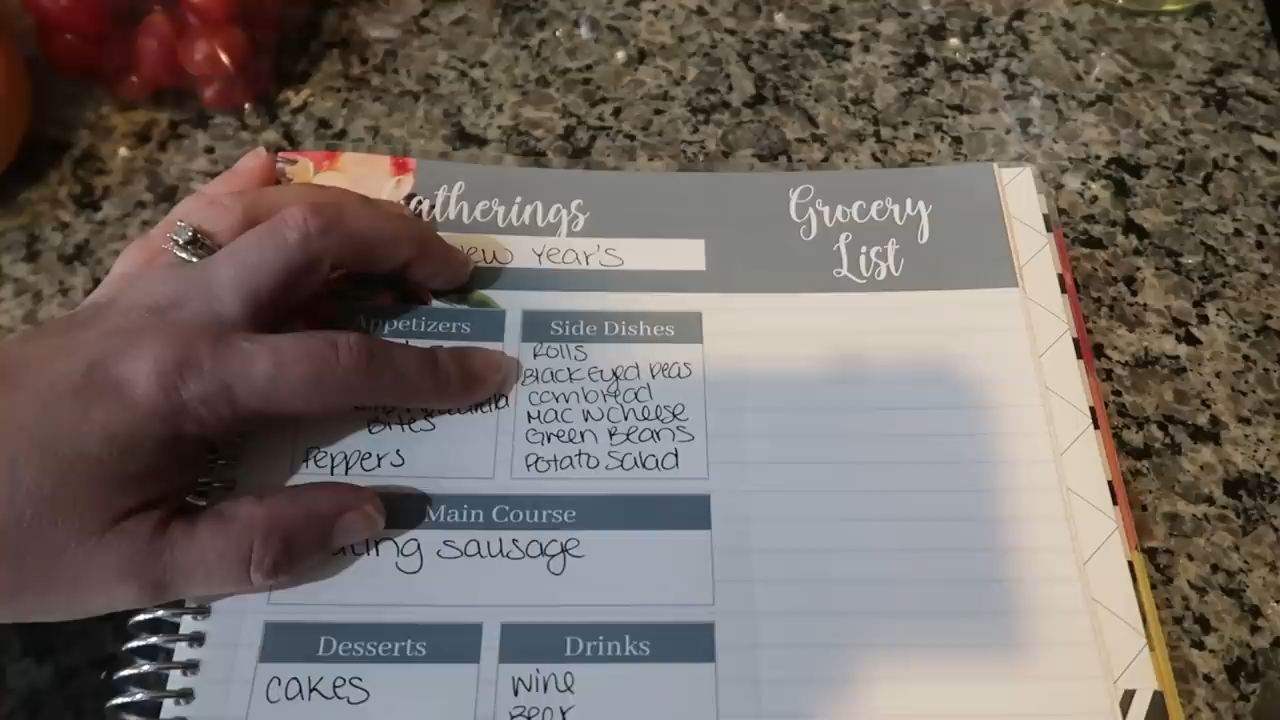 Grocery
List
New Year's
Appetizers
Bites
Peppers
Side Dishes
Rolls
Black Eyed Peas
cornbread
Mac N cheese
Green Beans
Potato Salad
Main Course
sausage
Desserts
cakes
Drinks
wine